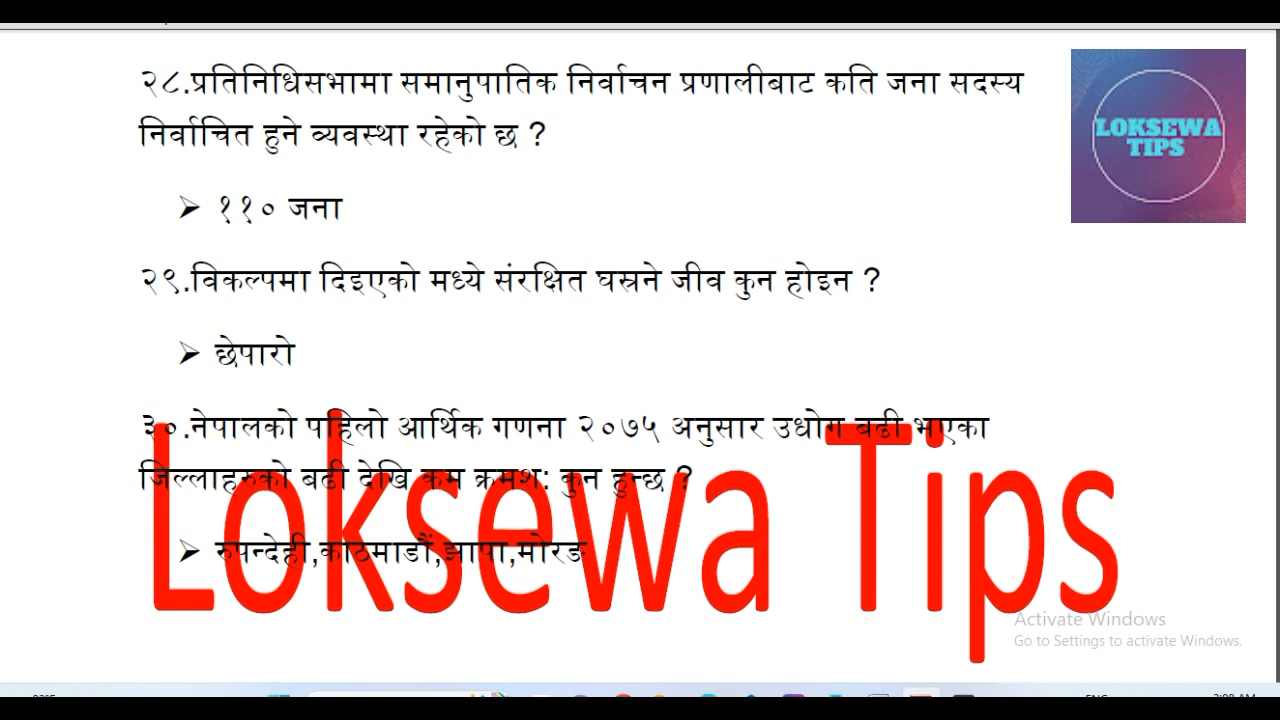 २८.प्रतिनिधिसभामा समानुपातिक निर्वाचन प्रणालीबाट कति जना सदस्य
निर्वाचित हुने व्यवस्था रहेको छ ?
LOKSEWA
TIPS
➢ ११० जना
२९.विकल्पमा दिइएको मध्ये संरक्षित घस्रने जीव कुन होइन ?
➢ छेपारो
३०.नेपालको पहिलो आर्थिक गणना २०७५ अनुसार उधोग बढी भएका
जिल्लाहरुको बढी देखि कम क्रमश: कुन हुन्छ ?
Loksewa Tips
➢ रुपन्देही,काठमाडौं,झापा,मोरङ
Activate Windows
Go to Settings to activate Windows.